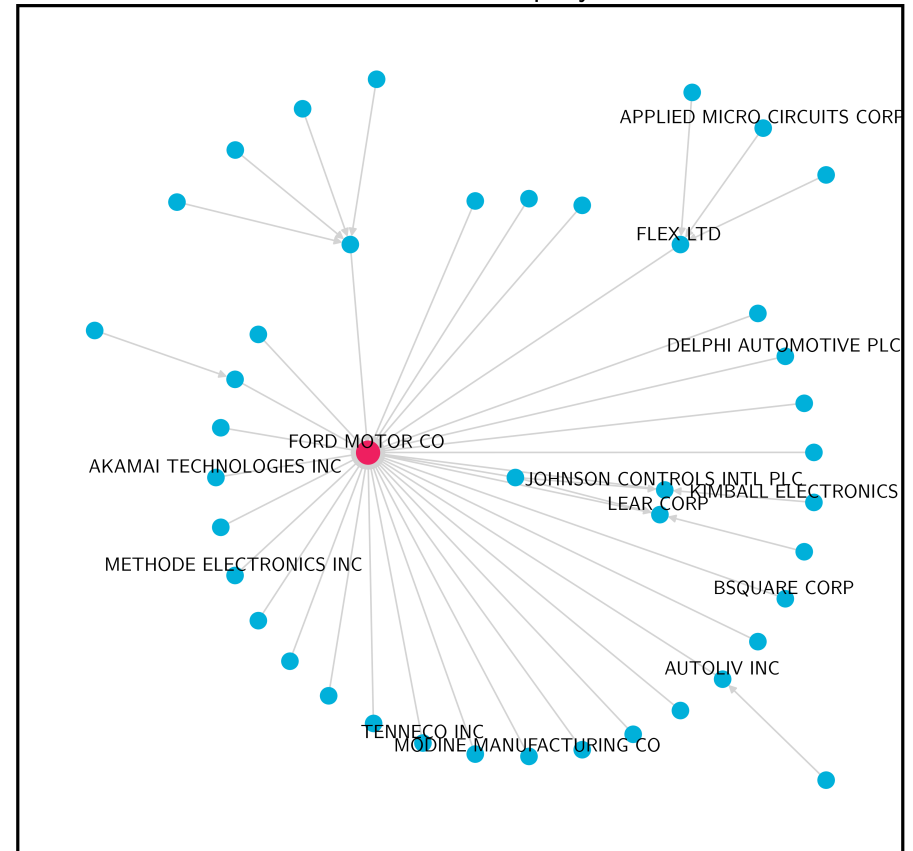 APPLIED MICRO CIRCUITS CORP
FLEX LTD
DELPHI AUTOMOTIVE PLC
FORD MOTOR CO
AKAMAI TECHNOLOGIES INC
JOHNSON CONTROLS INTL PLC
KIMBALL ELECTRONICS
LEAR CORP
METHODE ELECTRONICS INC
BSQUARE CORP
AUTOLIV INC
TENNECO INC
MODINE MANUFACTURING CO